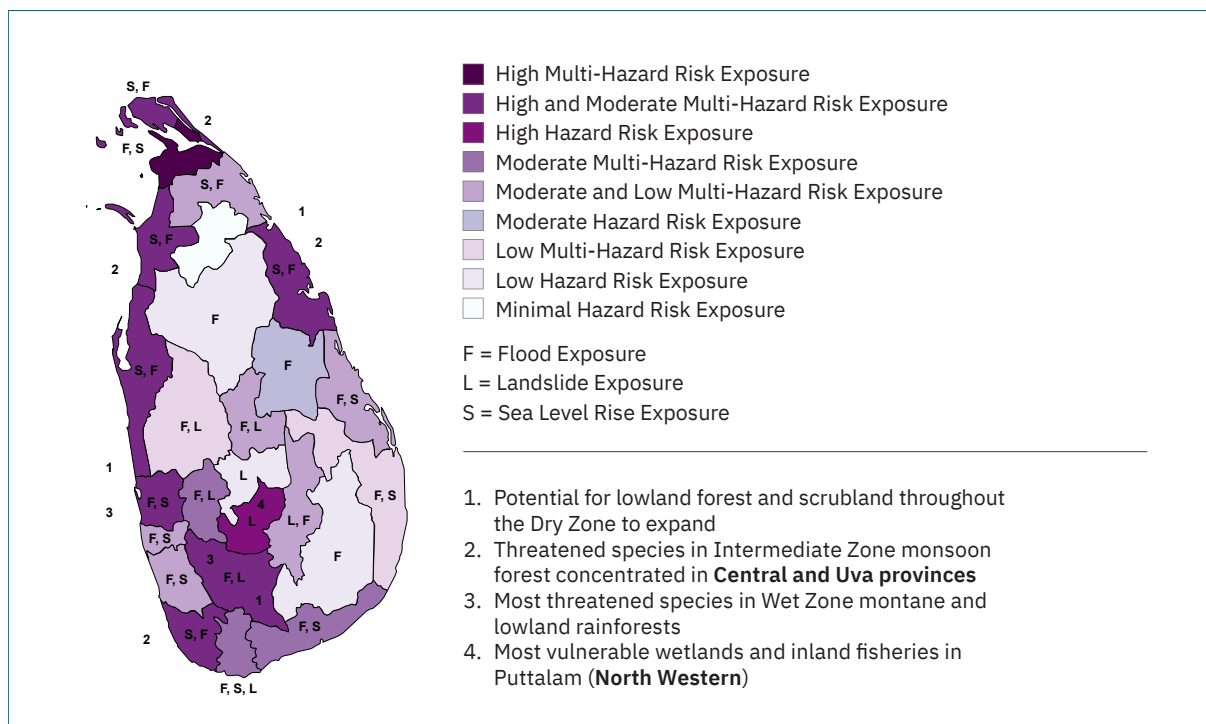 S, F
2
F, S
S, F
1
S, F
2
S, F
2
F
F
S, F
F, S
F, L
F, L
L
1
F, S
F, L
4
F, S
3
L
L, F
F, S
F
3
F, S
F, L
1
F, S
2
S, F
F, S, L
High Multi-Hazard Risk Exposure
High and Moderate Multi-Hazard Risk Exposure
High Hazard Risk Exposure
Moderate Multi-Hazard Risk Exposure
Moderate and Low Multi-Hazard Risk Exposure
Moderate Hazard Risk Exposure
Low Multi-Hazard Risk Exposure
Low Hazard Risk Exposure
Minimal Hazard Risk Exposure
F = Flood Exposure
L = Landslide Exposure
S = Sea Level Rise Exposure
1. Potential for lowland forest and scrubland throughout
the Dry Zone to expand
2. Threatened species in Intermediate Zone monsoon
forest concentrated in Central and Uva provinces
3. Most threatened species in Wet Zone montane and
lowland rainforests
4. Most vulnerable wetlands and inland fisheries in
Puttalam (North Western)